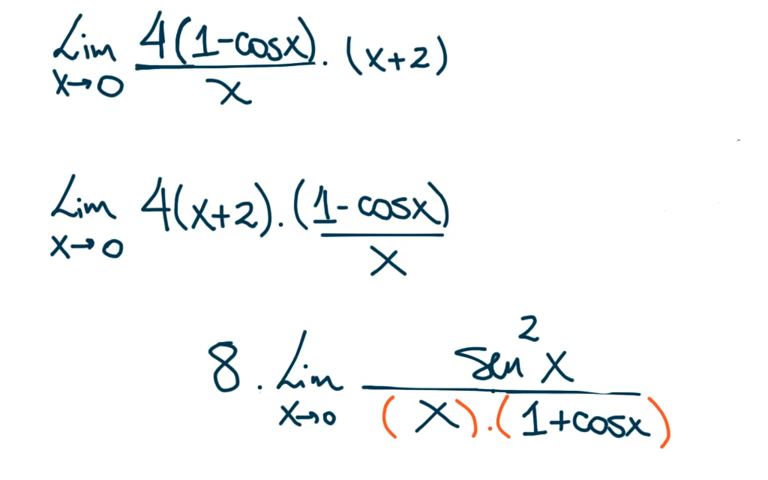 Lim x→0 4(1-cosx)/x . (x+2)
Lim x→0 4(x+2).(1-cosx)/x
8. Lim x→0 sen²x/(x).(1+cosx)